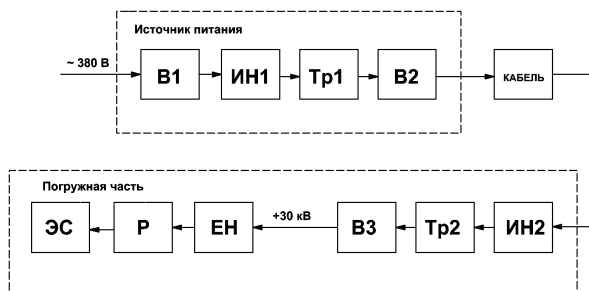 Источник питания
~ 380 В
В1
ИН1
Тр1
В2
КАБЕЛЬ
Погружная часть
ЭС
Р
ЕН
+30 кВ
В3
Тр2
ИН2